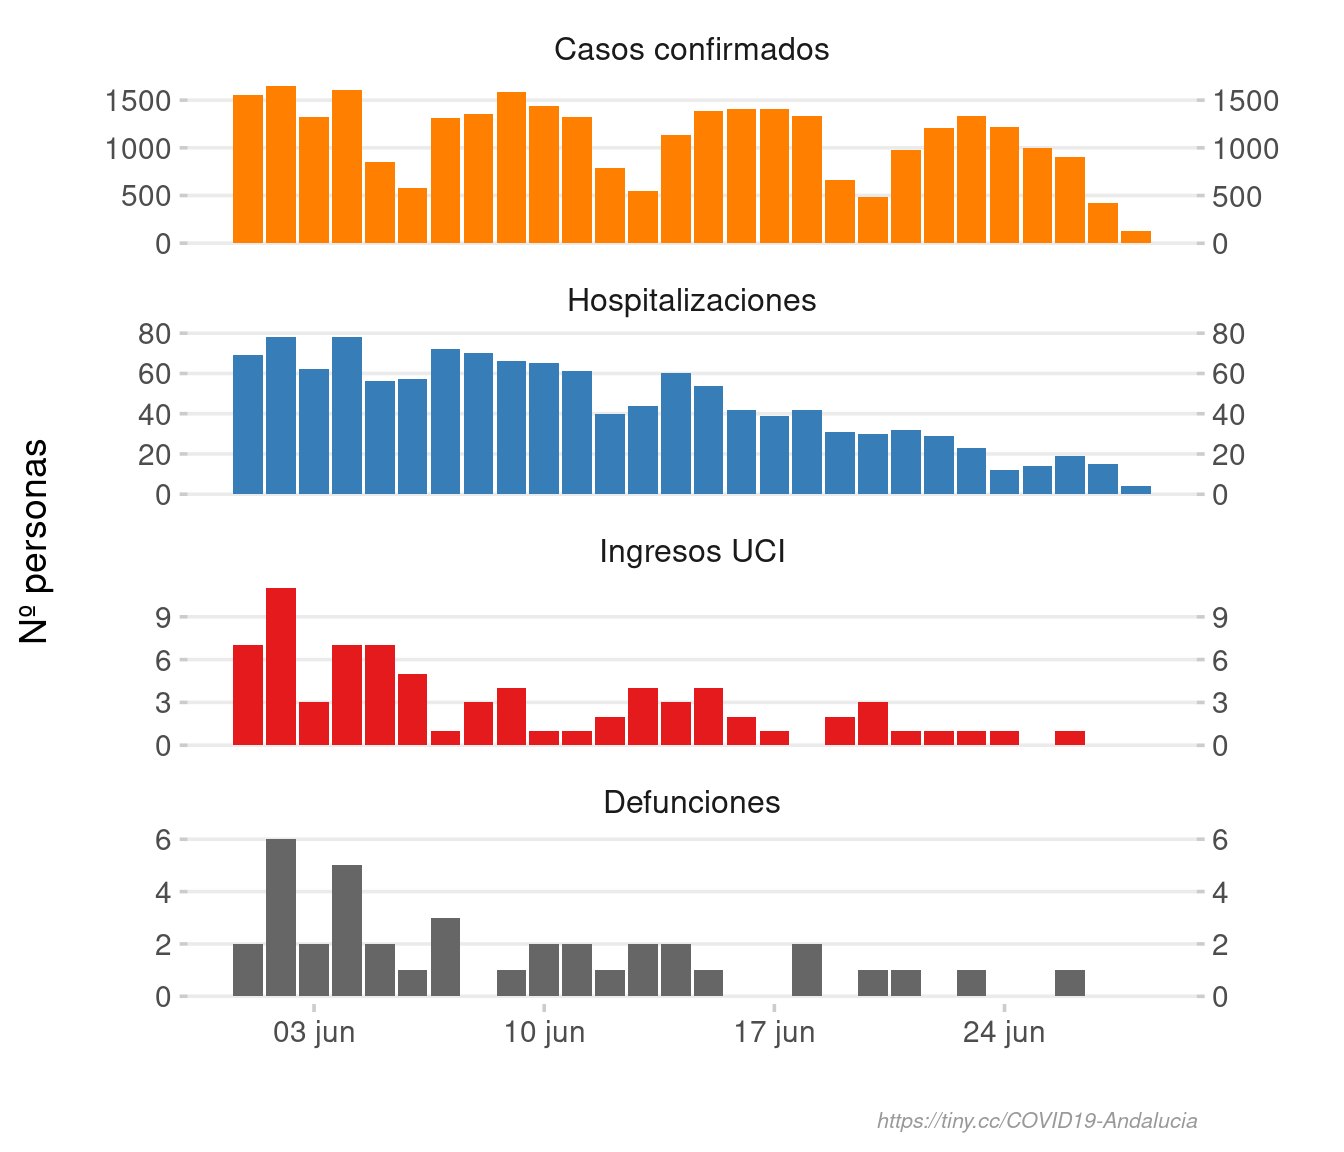 Casos confirmados
1500 1500
1000 1000
500 500
0 0
Hospitalizaciones
80 80
60 60
40 40
20 20
0 0
Nº personas
Ingresos UCI
9 9
6 6
3 3
0 0
Defunciones
6 6
4 4
2 2
0 0
03 jun 10 jun 17 jun 24 jun
https://tiny.cc/COVID19-Andalucia